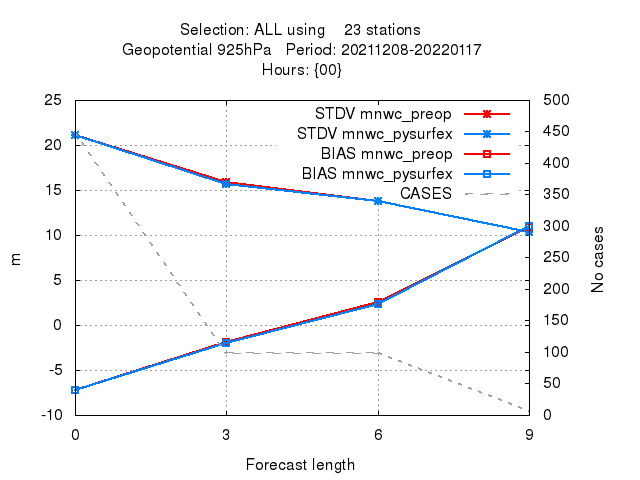 Selection: ALL using    23 stations
Geopotential 925hPa   Period: 20211208-20220117
Hours: {00}
25 500
STDV mnwc_preop
450
20 STDV mnwc_pysurfex
400
BIAS mnwc_preop
15 BIAS mnwc_pysurfex 350
CASES
300
10
250
m No cases
5 200
150
0
100
-5
50
-10 0
0 3 6 9
Forecast length